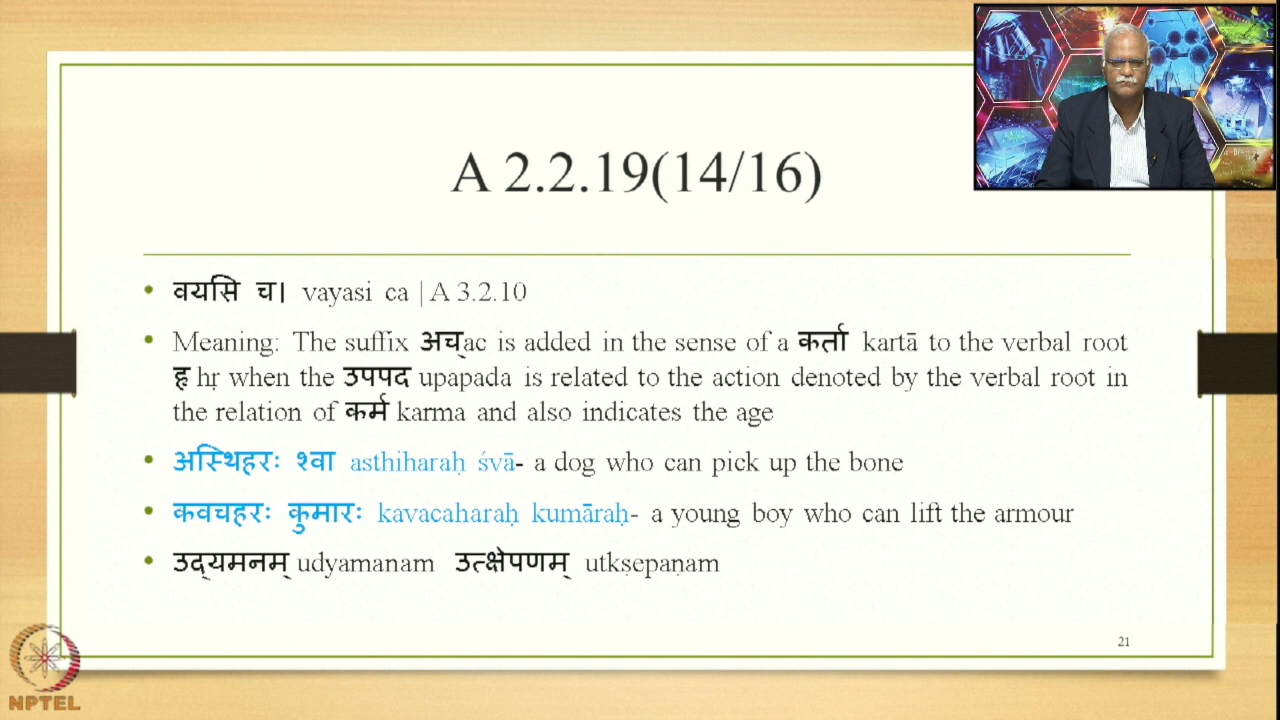 A 2.2.19(14/16)
• वयसि च। vayasi ca | A 3.2.10
• Meaning: The suffix अच् ac is added in the sense of a कर्ता kartā to the verbal root
हृ hṛ when the उपपद upapada is related to the action denoted by the verbal root in
the relation of कर्म karma and also indicates the age
• अस्थिहरः श्वा asthiharaḥ śvā- a dog who can pick up the bone
• कवचहरः कुमारः kavacaharaḥ kumāraḥ- a young boy who can lift the armour
• उद्यमनम् udyamanam उत्क्षेपणम् utkṣepaṇam
21
NPTEL